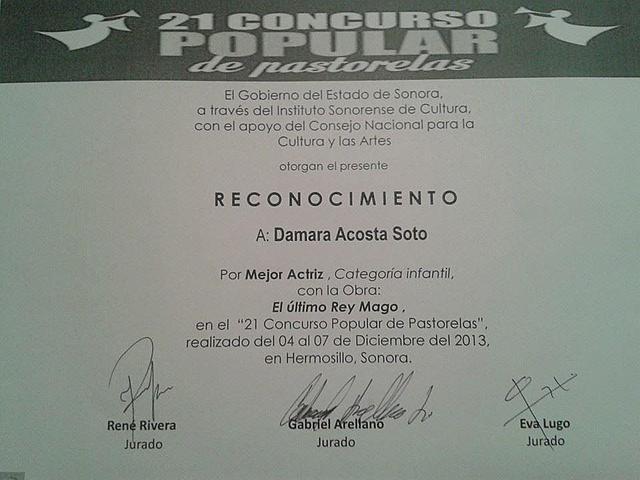 21 CONCURSO
POPULAR
de pastorelas
El Gobierno del Estado de Sonora,
a través del Instituto Sonorense de Cultura,
con el apoyo del Consejo Nacional para la
Cultura y las Artes
otorgan el presente
RECONOCIMIENTO
A: Damara Acosta Soto
Por Mejor Actriz , Categoría infantil,
con la Obra:
El último Rey Mago ,
en el "21 Concurso Popular de Pastorelas",
realizado del 04 al 07 de Diciembre del 2013,
en Hermosillo, Sonora.
René Rivera
Jurado
Gabriel Arellano
Jurado
Eva Lugo
Jurado